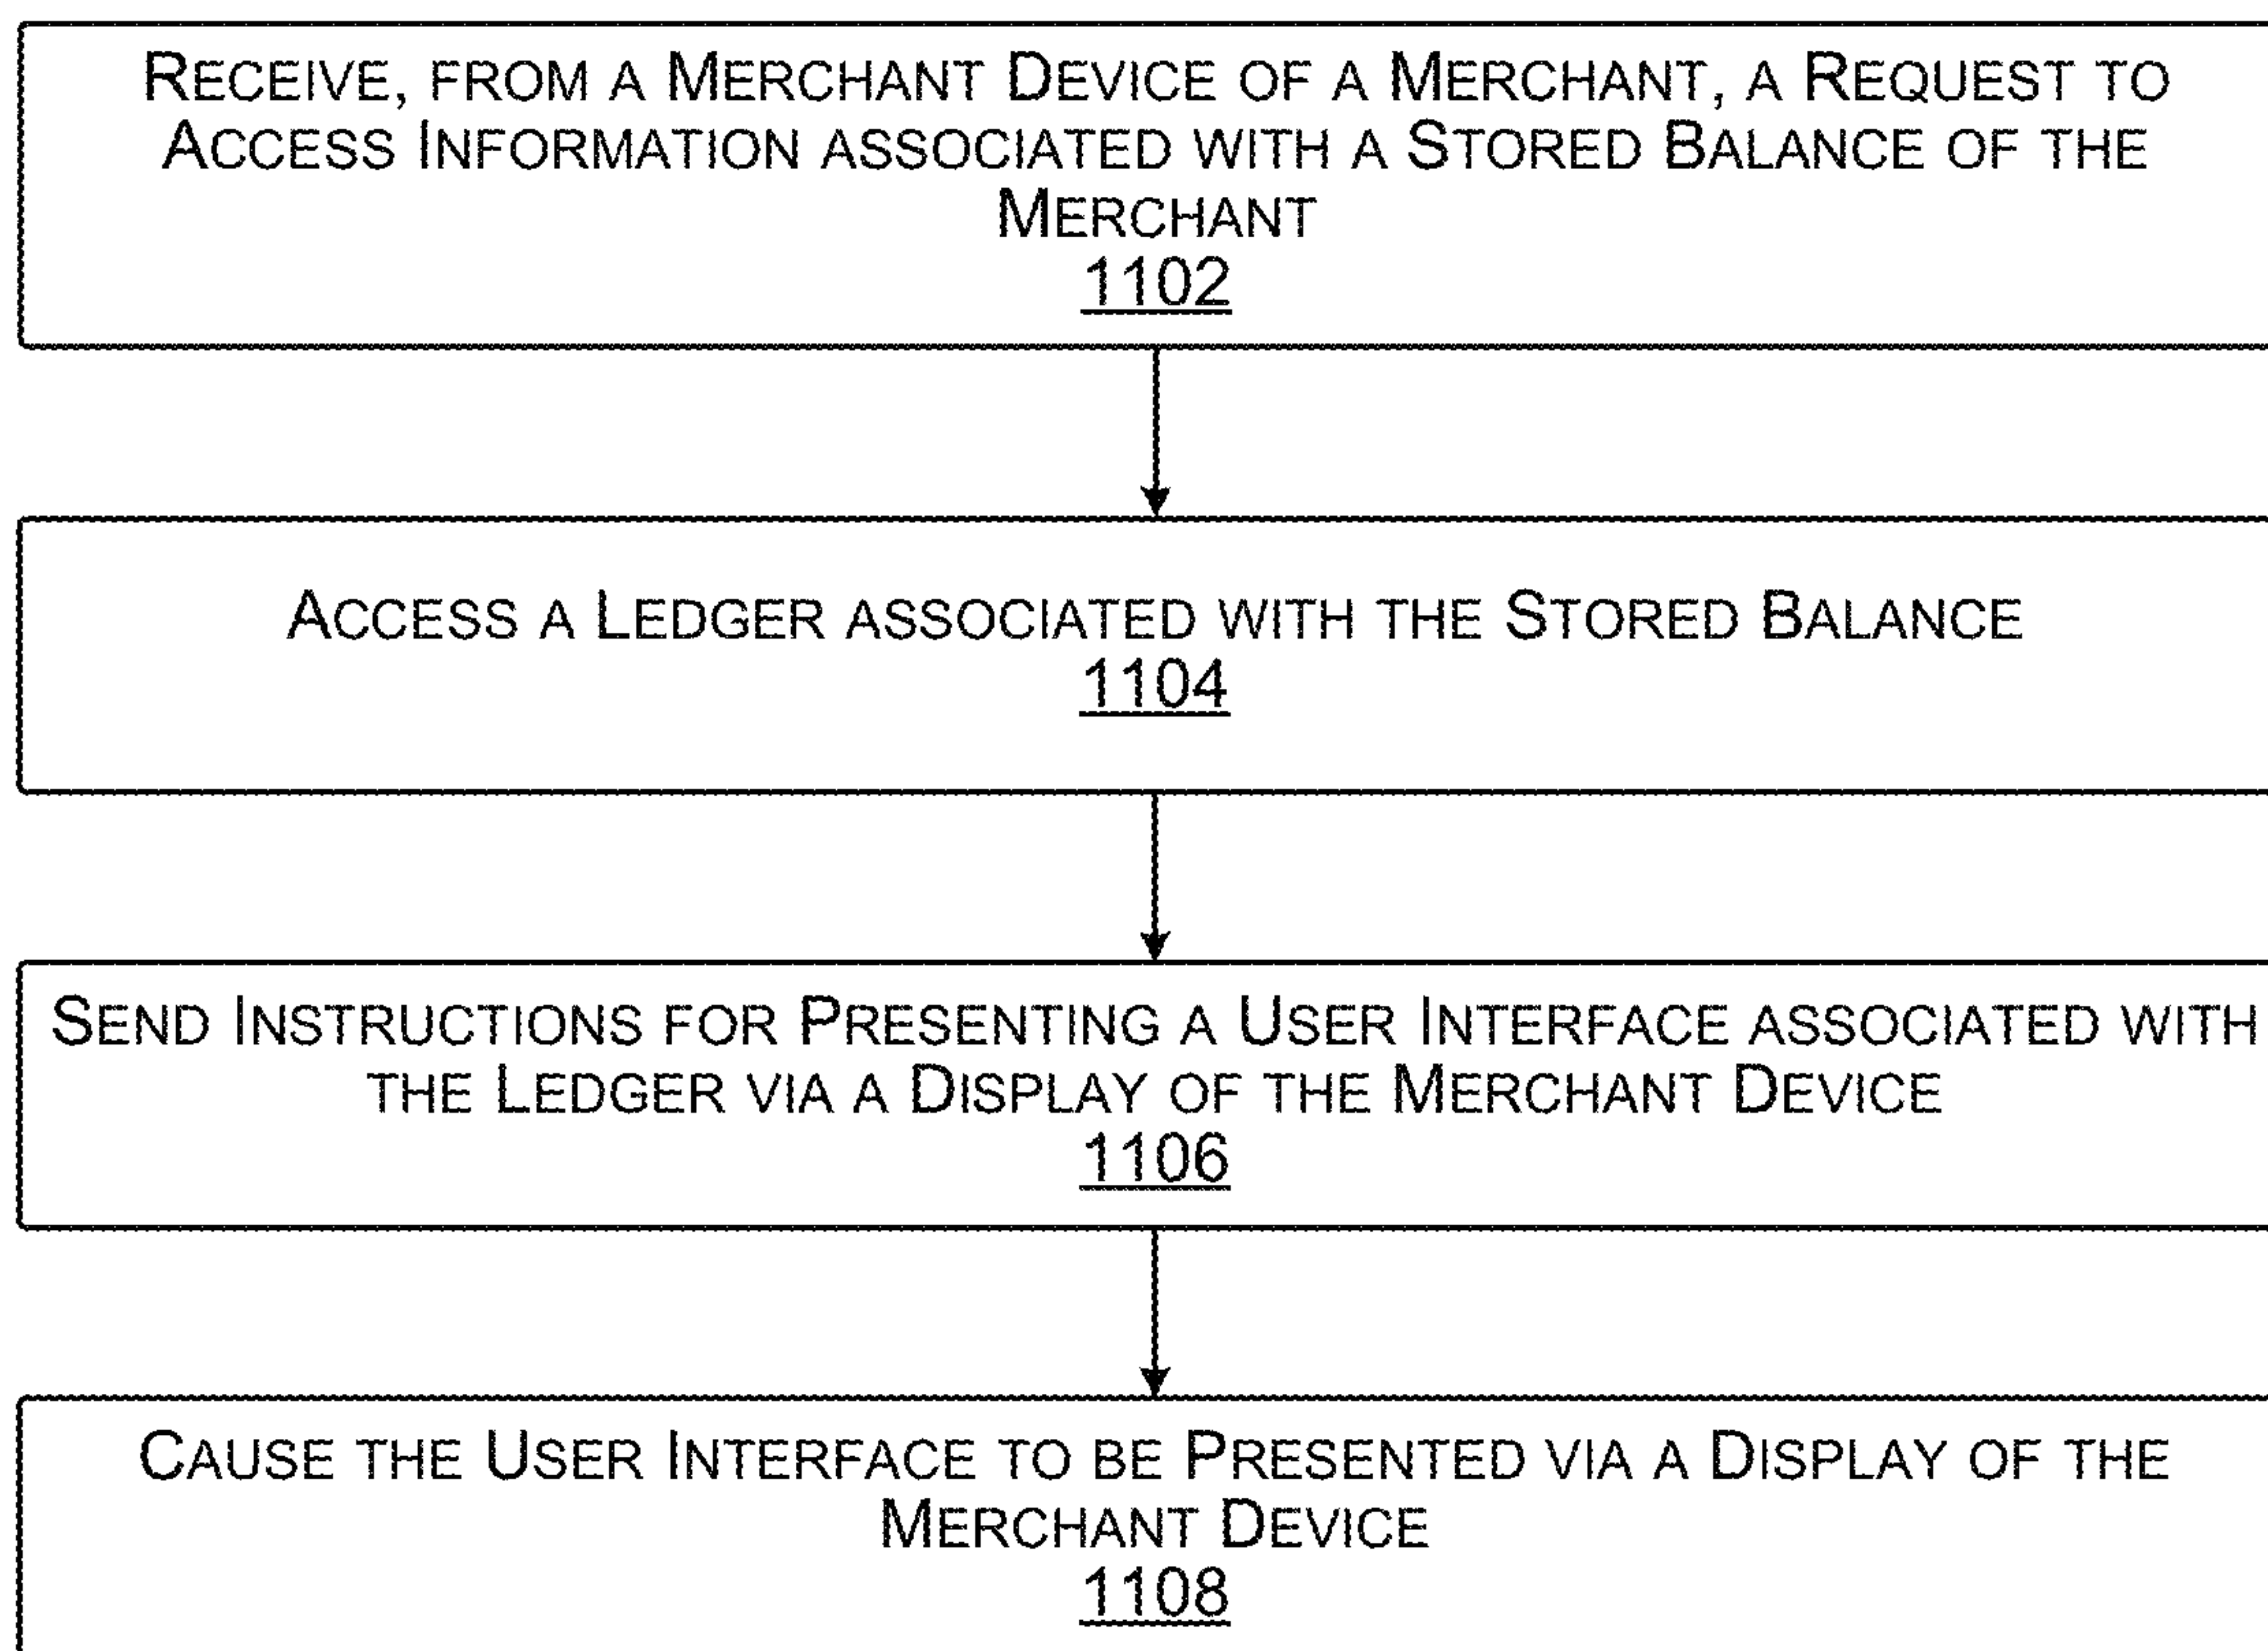 RECEIVE, FROM A MERCHANT DEVICE OF A MERCHANT, A REQUEST TO
ACCESS INFORMATION ASSOCIATED WITH A STORED BALANCE OF THE
MERCHANT
1102
ACCESS A LEDGER ASSOCIATED WITH THE STORED BALANCE
1104
SEND INSTRUCTIONS FOR PRESENTING A USER INTERFACE ASSOCIATED WITH
THE LEDGER VIA A DISPLAY OF THE MERCHANT DEVICE
1106
CAUSE THE USER INTERFACE TO BE PRESENTED VIA A DISPLAY OF THE
MERCHANT DEVICE
1108